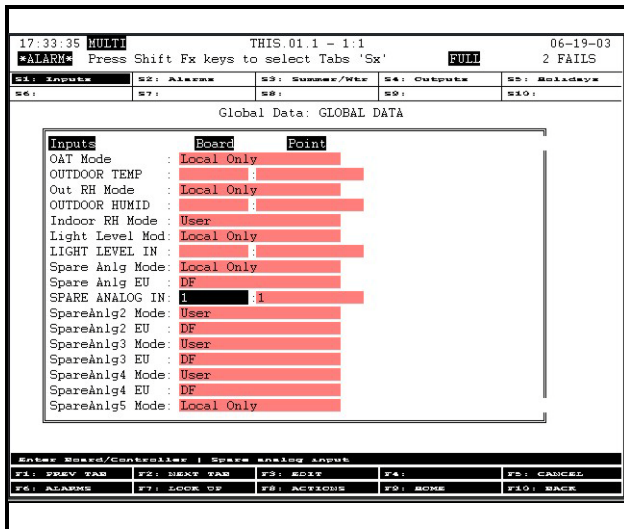 17:33:35 MULTI THIS.01.1 - 1:1 06-19-03
*ALARM* Press Shift Fx keys to select Tabs 'Sx' FULL 2 FAILS
S1: Inputs S2: Alarms S3: Summer/Wtr S4: Outputs S5: Holidays
S6: S7: S8: S9: S10:
Global Data: GLOBAL DATA
Inputs Board Point
OAT Mode : Local Only
OUTDOOR TEMP : :
Out RH Mode : Local Only
OUTDOOR HUMID : :
Indoor RH Mode : User
Light Level Mod: Local Only
LIGHT LEVEL IN : :
Spare Anlg Mode: Local Only
Spare Anlg EU : DF
SPARE ANALOG IN: 1 :1
SpareAnlg2 Mode: User
SpareAnlg2 EU : DF
SpareAnlg3 Mode: User
SpareAnlg3 EU : DF
SpareAnlg4 Mode: User
SpareAnlg4 EU : DF
SpareAnlg5 Mode: Local Only
Enter Board/Controller | Spare analog input
F1: PREV TAB F2: NEXT TAB F3: EDIT F4: F5: CANCEL
F6: ALARMS F7: LOOK UP F8: ACTIONS F9: HOME F10: BACK